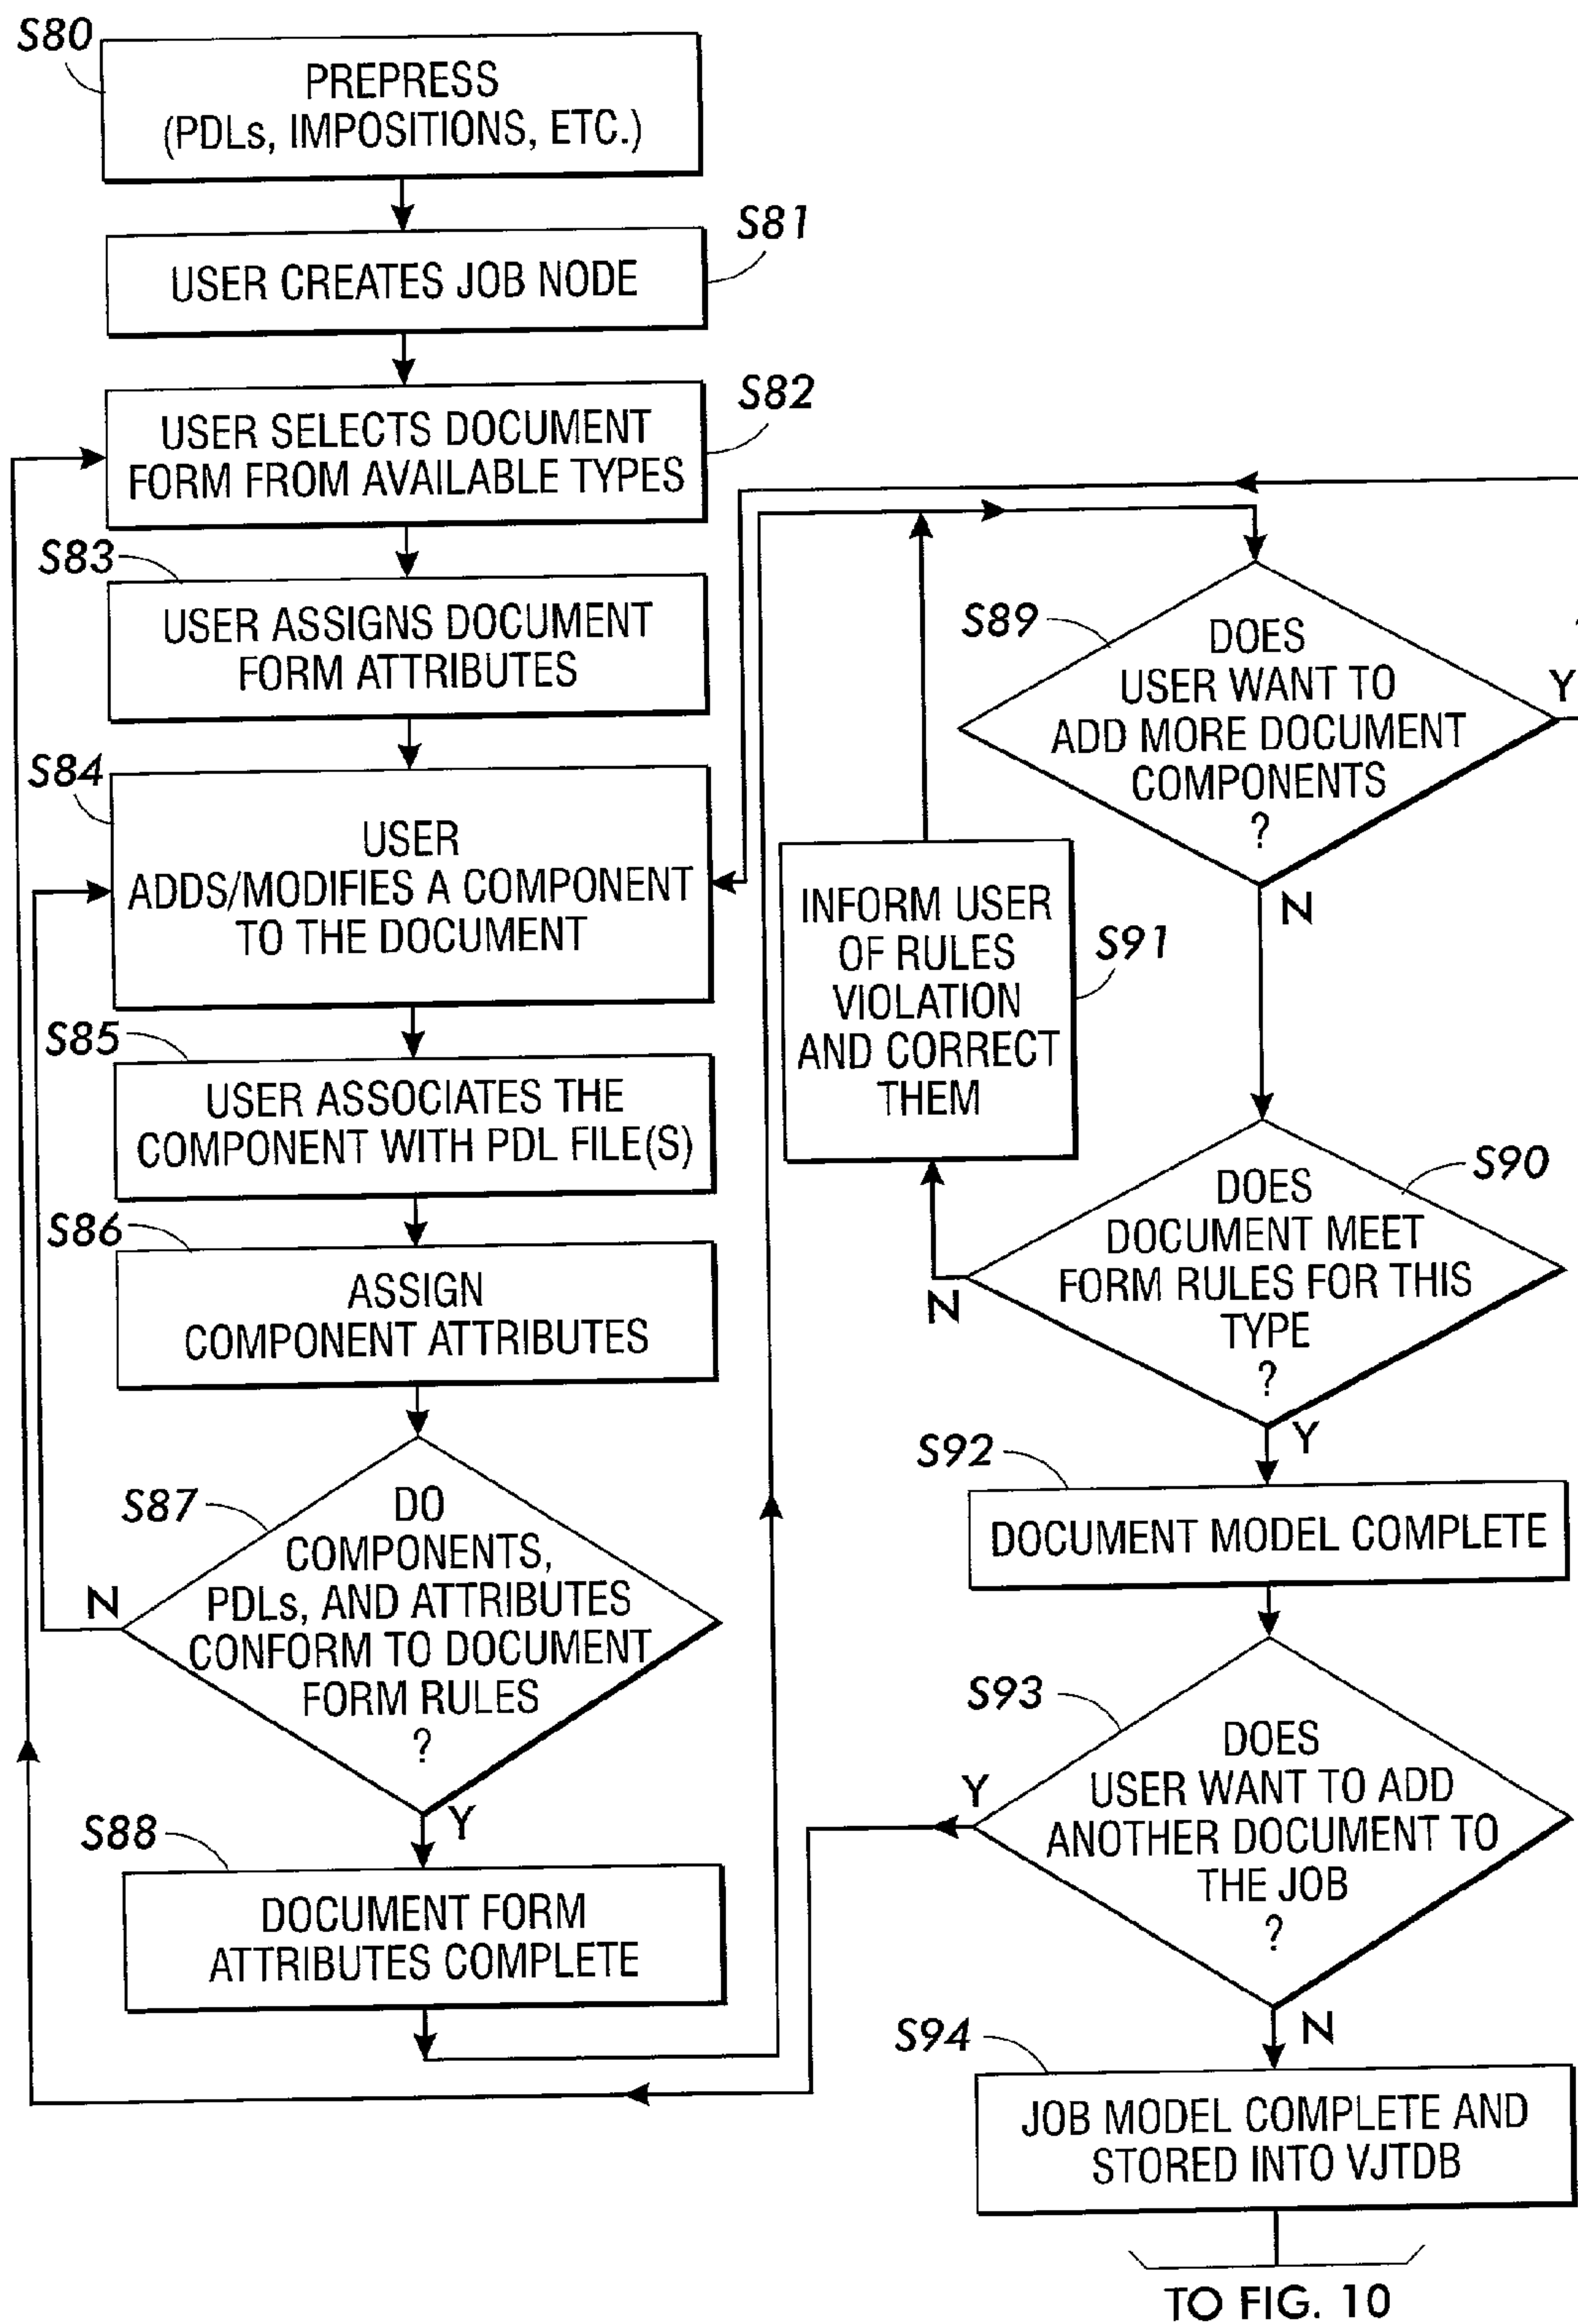 S80
PREPRESS
(PDLs, IMPOSITIONS, ETC.)
S81
USER CREATES JOB NODE
S82
USER SELECTS DOCUMENT
FORM FROM AVAILABLE TYPES
S83
USER ASSIGNS DOCUMENT
FORM ATTRIBUTES
S84
USER
ADDS/MODIFIES A COMPONENT
TO THE DOCUMENT
S85
USER ASSOCIATES THE
COMPONENT WITH PDL FILE(S)
S86
ASSIGN
COMPONENT ATTRIBUTES
S87
DO
COMPONENTS,
PDLs, AND ATTRIBUTES
CONFORM TO DOCUMENT
FORM RULES
?
N
Y
S88
DOCUMENT FORM
ATTRIBUTES COMPLETE
S89
DOES
USER WANT TO
ADD MORE DOCUMENT
COMPONENTS
?
Y
N
S91
INFORM USER
OF RULES
VIOLATION
AND CORRECT
THEM
S90
DOES
DOCUMENT MEET
FORM RULES FOR THIS
TYPE
?
N
Y
S92
DOCUMENT MODEL COMPLETE
S93
DOES
USER WANT TO ADD
ANOTHER DOCUMENT TO
THE JOB
?
Y
N
S94
JOB MODEL COMPLETE AND
STORED INTO VJTDB
TO FIG. 10